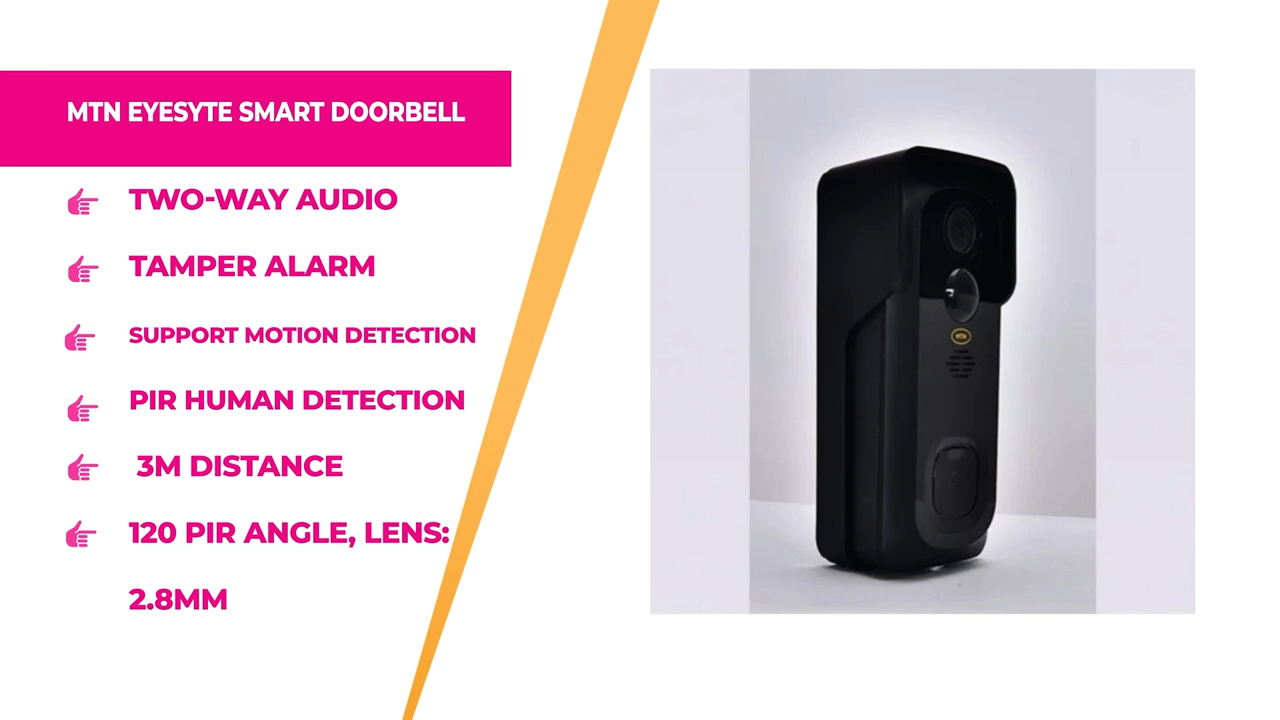 MTN EYESYTE SMART DOORBELL
TWO-WAY AUDIO
TAMPER ALARM
SUPPORT MOTION DETECTION
PIR HUMAN DETECTION
3M DISTANCE
120 PIR ANGLE, LENS:
2.8MM
MTN